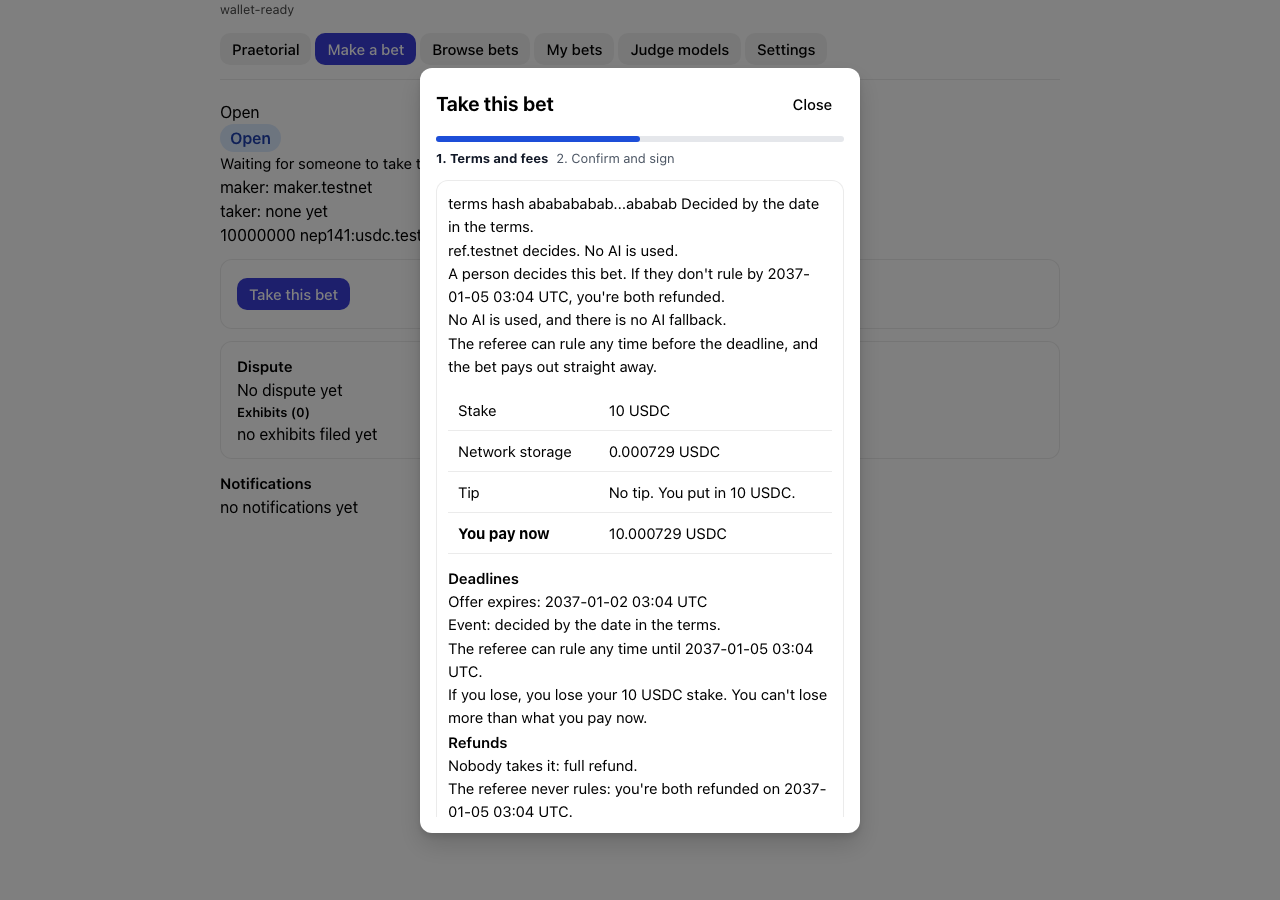 wallet-ready
Praetorial
Make a bet
Browse bets
My bets
Judge models
Settings
Open
Open
Waiting for someone to take t
maker: maker.testnet
taker: none yet
10000000 nep141:usdc.test
Take this bet
Dispute
No dispute yet
Exhibits (0)
no exhibits filed yet
Notifications
no notifications yet
Take this bet
Close
1. Terms and fees 2. Confirm and sign
terms hash ababababab...ababab Decided by the date
in the terms.
ref.testnet decides. No AI is used.
A person decides this bet. If they don't rule by 2037-
01-05 03:04 UTC, you're both refunded.
No AI is used, and there is no AI fallback.
The referee can rule any time before the deadline, and
the bet pays out straight away.
Stake 10 USDC
Network storage 0.000729 USDC
Tip No tip. You put in 10 USDC.
You pay now 10.000729 USDC
Deadlines
Offer expires: 2037-01-02 03:04 UTC
Event: decided by the date in the terms.
The referee can rule any time until 2037-01-05 03:04
UTC.
If you lose, you lose your 10 USDC stake. You can't lose
more than what you pay now.
Refunds
Nobody takes it: full refund.
The referee never rules: you're both refunded on 2037-
01-05 03:04 UTC.